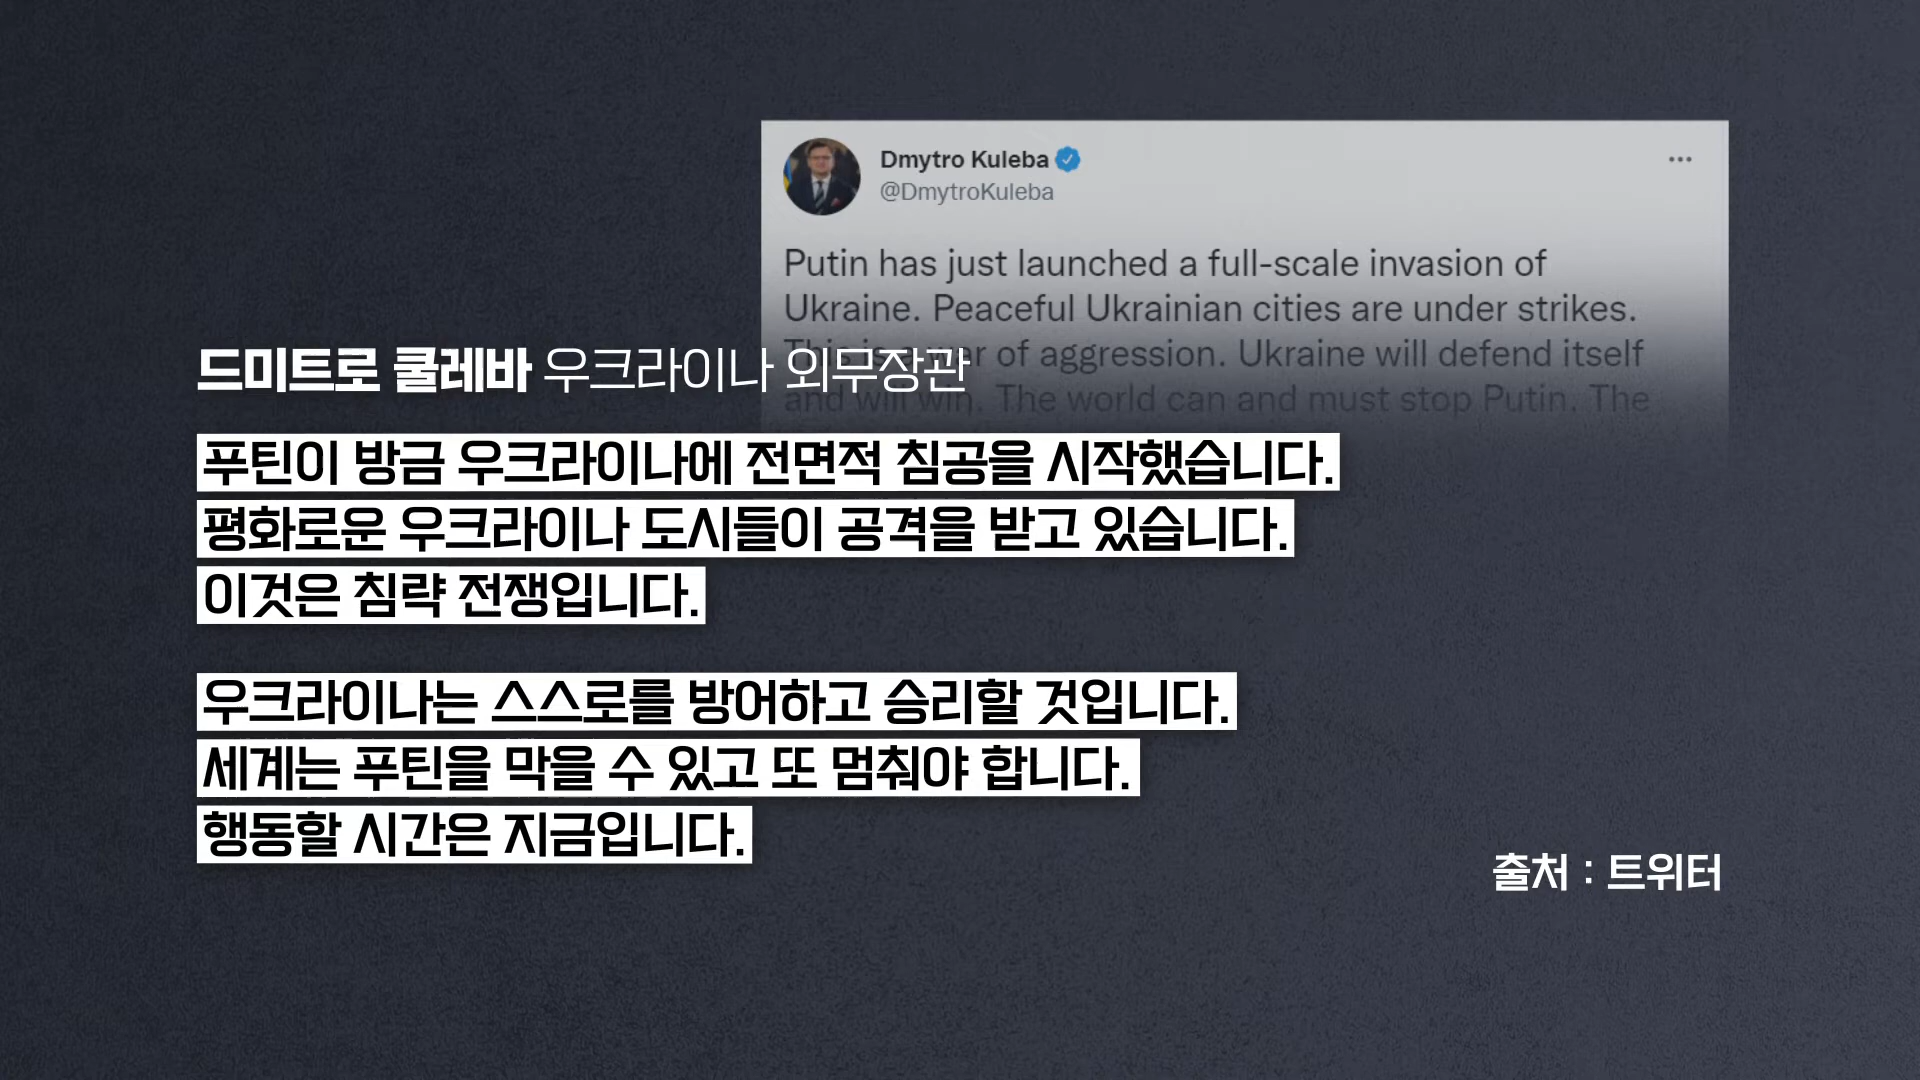 Dmytro Kuleba
@DmytroKuleba
Putin has just launched a full-scale invasion of
Ukraine. Peaceful Ukrainian cities are under strikes.
This is a war of aggression. Ukraine will defend itself
and will win. The world can and must stop Putin. The
드미트로 쿨레바 우크라이나 외무장관
푸틴이 방금 우크라이나에 전면적 침공을 시작했습니다.
평화로운 우크라이나 도시들이 공격을 받고 있습니다.
이것은 침략 전쟁입니다.
우크라이나는 스스로를 방어하고 승리할 것입니다.
세계는 푸틴을 막을 수 있고 또 멈춰야 합니다.
행동할 시간은 지금입니다.
출처 : 트위터